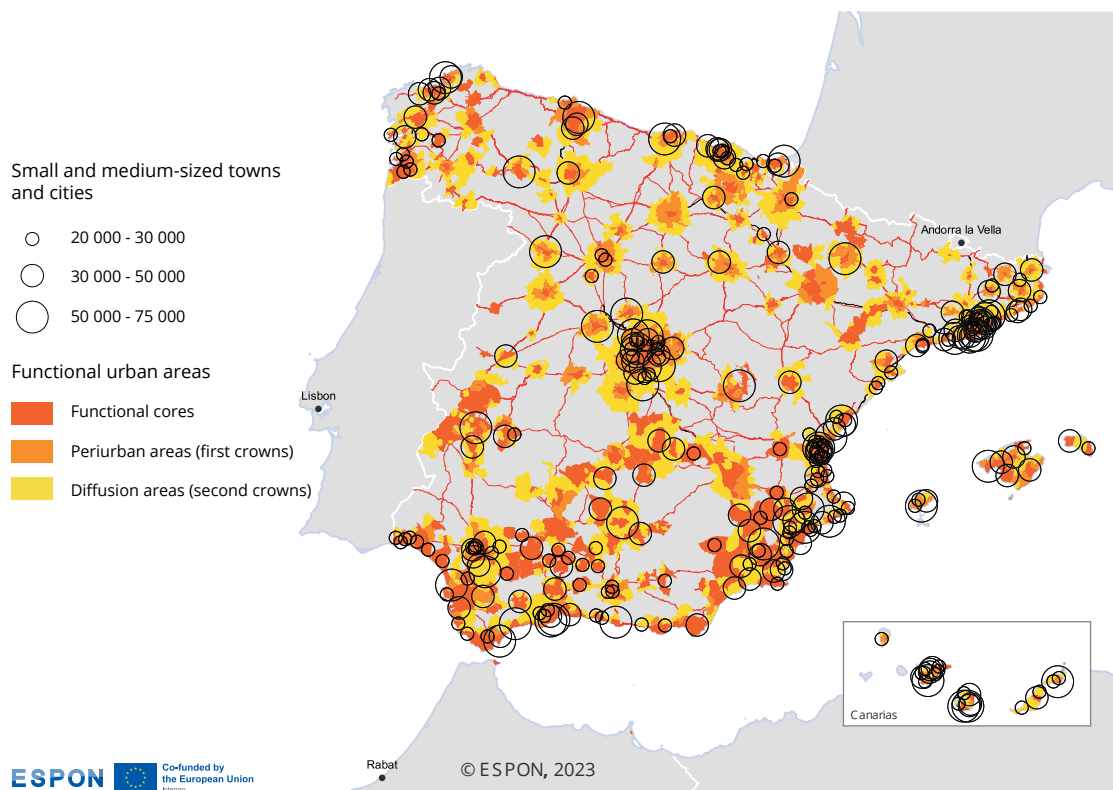 Small and medium-sized towns
and cities
20 000 - 30 000
30 000 - 50 000
50 000 - 75 000
Functional urban areas
Functional cores
Periurban areas (first crowns)
Diffusion areas (second crowns)
Andorra la Vella
Lisbon
Canarias
Rabat
© ESPON, 2023
ESPON
Co-funded by
the European Union
Interreg